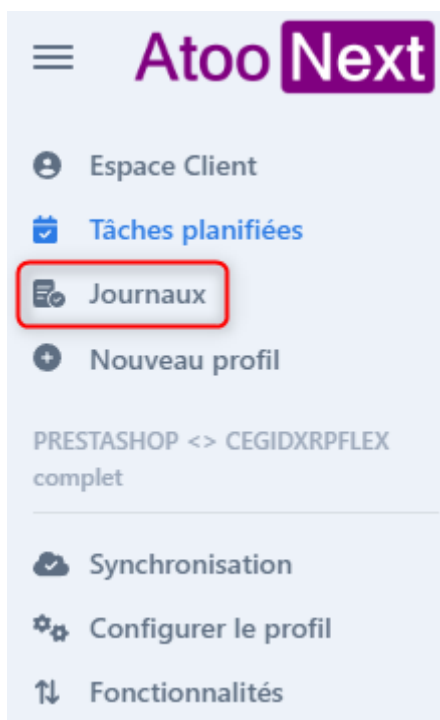 Atoo Next
Espace Client
Tâches planifiées
Journaux
Nouveau profil
PRESTASHOP <> CEGIDXRPFLEX
complet
Synchronisation
Configurer le profil
Fonctionnalités